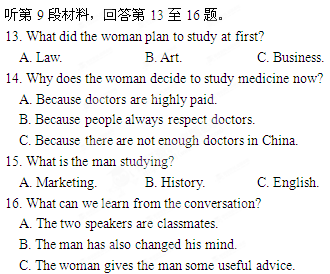 听第 9 段材料，回答第 13 至 16 题。
13. What did the woman plan to study at first?
A. Law. B. Art. C. Business.
14. Why does the woman decide to study medicine now?
A. Because doctors are highly paid.
B. Because people always respect doctors.
C. Because there are not enough doctors in China.
15. What is the man studying?
A. Marketing. B. History. C. English.
16. What can we learn from the conversation?
A. The two speakers are classmates.
B. The man has also changed his mind.
C. The woman gives the man some useful advice.